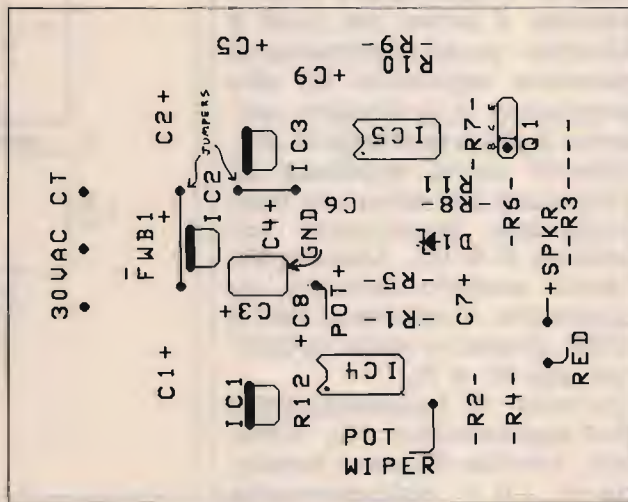 +C5
-R9-
R10
+C9
C2+
JUMPERS
IC3
IC5
-R7-
B C E
Q1
30VAC CT
-
FWB1
+
IC2
C4+
GND
C6
R11
-R8-
D1
-R6-
--R3----
+SPKR
C3+
+C8
POT+
-R5-
-R1-
C7+
C1+
IC1
R12
IC4
POT
WIPER
-R2-
-R4-
RED